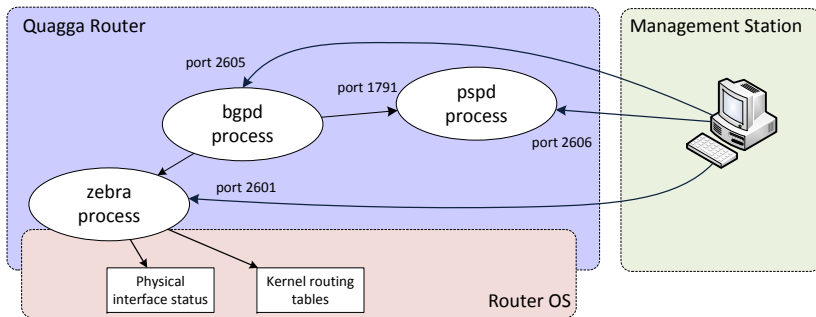 Quagga Router
Management Station
port 2605
port 1791
bgpd
process
pspd
process
port 2606
zebra
process
port 2601
Physical
interface status
Kernel routing
tables
Router OS